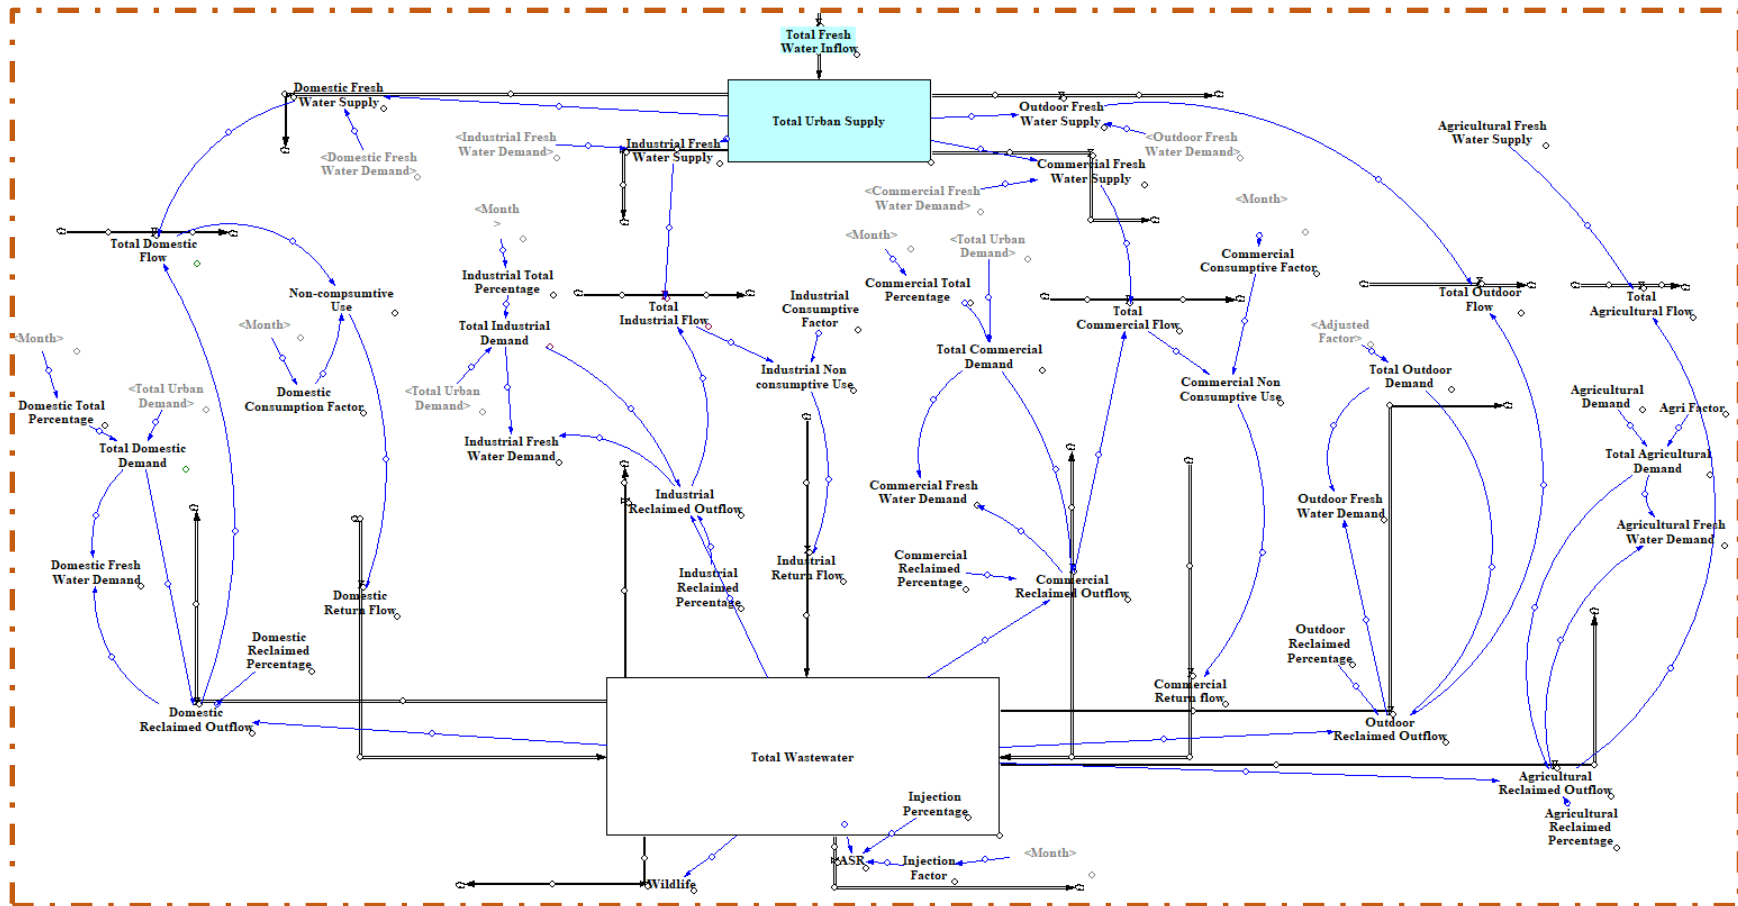 Total Fresh
Water Inflow
Domestic Fresh
Water Supply
Total Urban Supply
Outdoor Fresh
Water Supply
<Industrial Fresh
Water Demand>
Industrial Fresh
Water Supply
<Domestic Fresh
Water Demand>
<Outdoor Fresh
Water Demand>
Agricultural Fresh
Water Supply
Commercial Fresh
Water Supply
<Commercial Fresh
Water Demand>
<Month
>
<Month>
<Month>
<Total Urban
Demand>
Total Domestic
Flow
Commercial
Consumptive Factor
Industrial Total
Percentage
Commercial Total
Percentage
Non-compsumtive
Use
Total
Industrial Flow
Industrial
Consumptive
Factor
Total
Commercial Flow
Total Outdoor
Flow
Total
Agricultural Flow
<Month>
<Month>
Total Industrial
Demand
<Adjusted
Factor>
Total Commercial
Demand
Industrial Non
consumptive Use
Total Outdoor
Demand
Commercial Non
Consumptive Use
<Total Urban
Demand>
Domestic
Consumption Factor
<Total Urban
Demand>
Domestic Total
Percentage
Agricultural
Demand
Agri Factor
Total Domestic
Demand
Industrial Fresh
Water Demand
Total Agricultural
Demand
Commercial Fresh
Water Demand
Industrial
Reclaimed Outflow
Outdoor Fresh
Water Demand
Agricultural Fresh
Water Demand
Domestic Fresh
Water Demand
Industrial
Return Flow
Commercial
Reclaimed
Percentage
Industrial
Reclaimed
Percentage
Commercial
Reclaimed Outflow
Domestic
Return Flow
Domestic
Reclaimed
Percentage
Outdoor
Reclaimed
Percentage
Commercial
Return flow
Domestic
Reclaimed Outflow
Outdoor
Reclaimed Outflow
Total Wastewater
Agricultural
Reclaimed Outflow
Injection
Percentage
Agricultural
Reclaimed
Percentage
ASR
Injection
Factor
<Month>
Wildlife